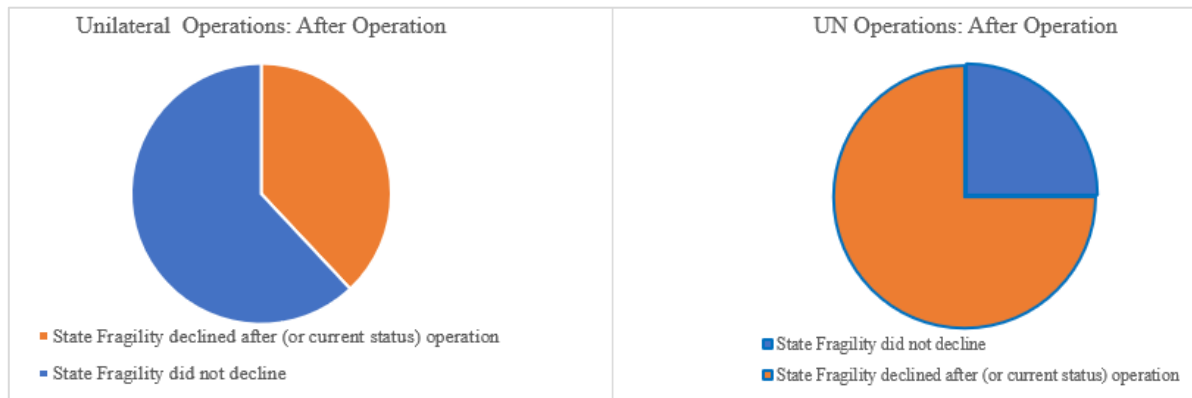 Unilateral Operations: After Operation
State Fragility declined after (or current status) operation
State Fragility did not decline
UN Operations: After Operation
State Fragility did not decline
State Fragility declined after (or current status) operation